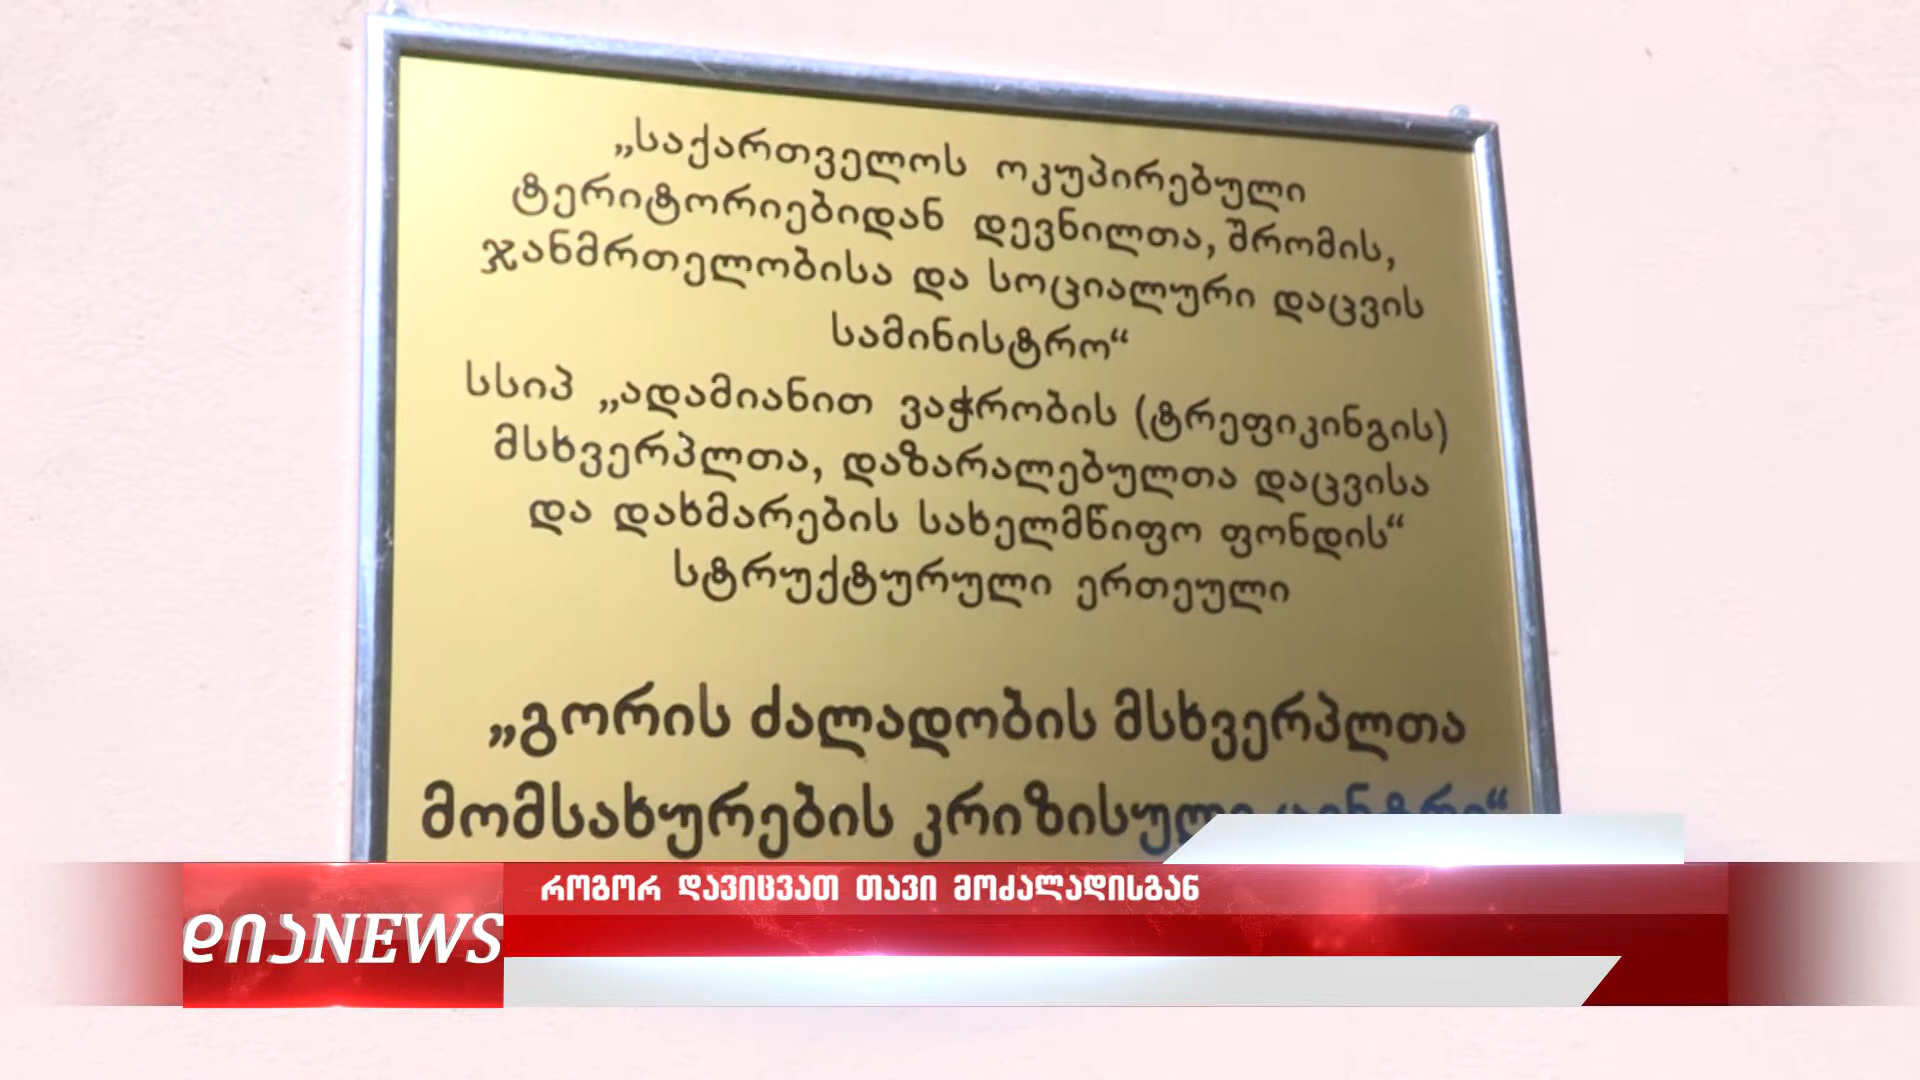 „საქართველოს ოკუპირებული
ტერიტორიებიდან დევნილთა, შრომის,
ჯანმრთელობისა და სოციალური დაცვის
სამინისტრო“
სსიპ „ადამიანით ვაჭრობის (ტრეფიკინგის)
მსხვერპლთა, დაზარალებულთა დაცვისა
და დახმარების სახელმწიფო ფონდის“
სტრუქტურული ერთეული
„გორის ძალადობის მსხვერპლთა
მომსახურების კრიზისული ცენტრი“
როგორ დავიცვათ თავი მოძალადისგან
დიაNEWS